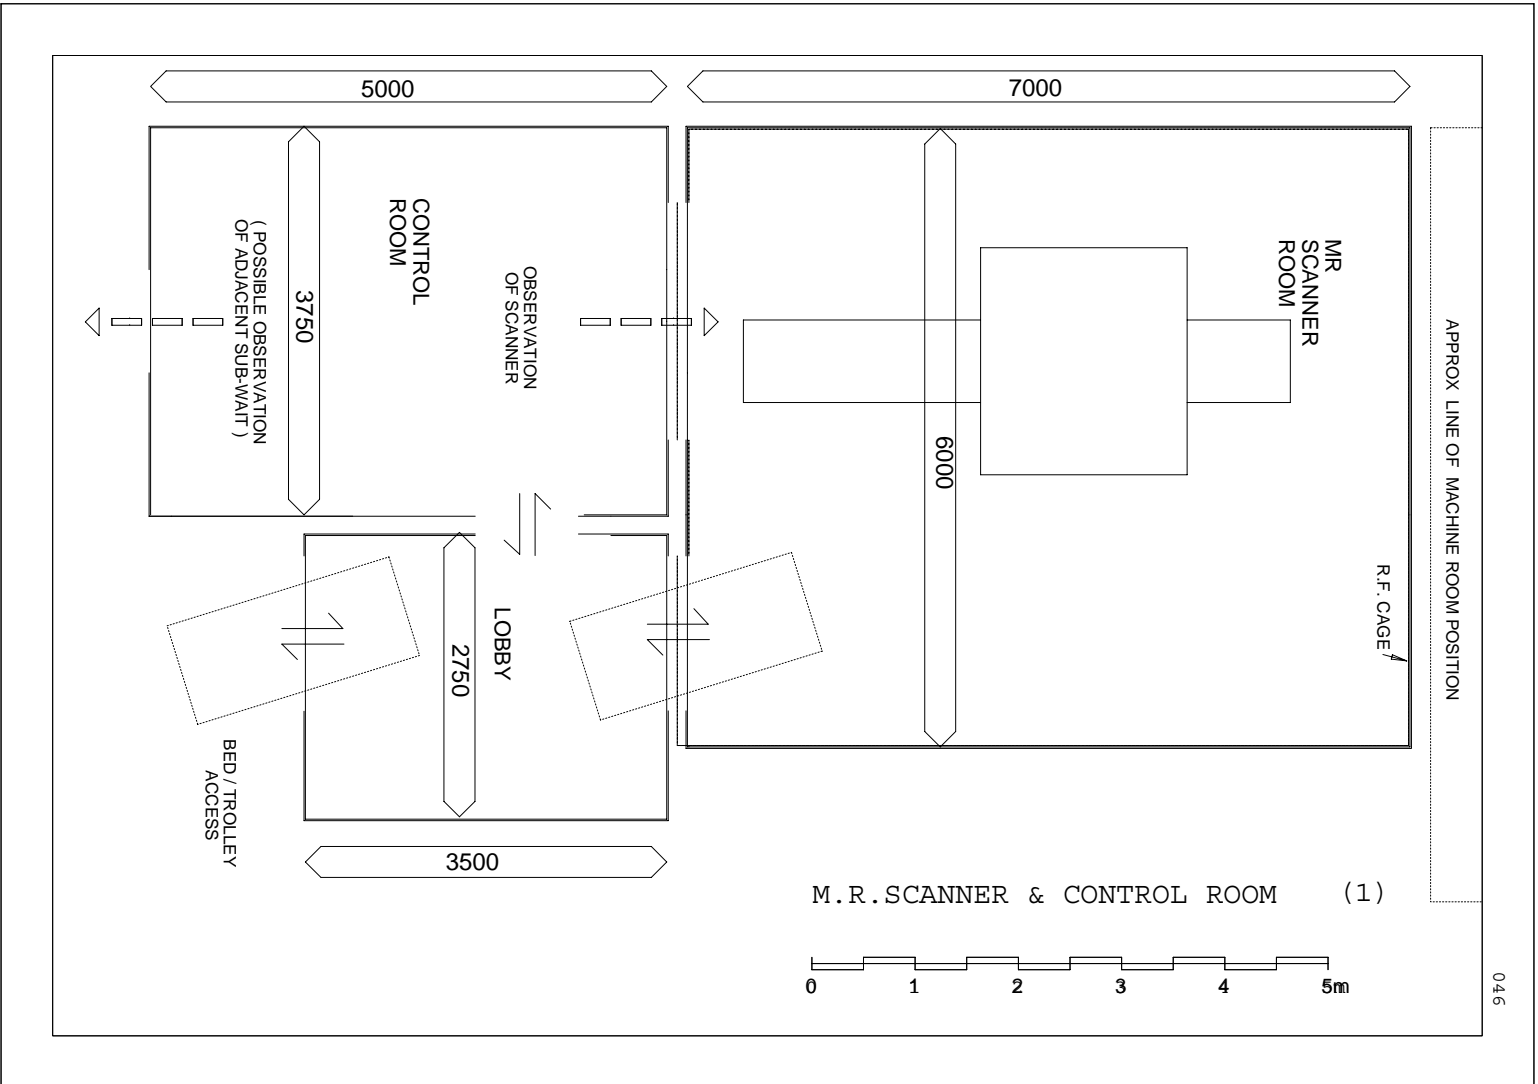 5000
7000
CONTROL
ROOM
MR
SCANNER
ROOM
( POSSIBLE OBSERVATION
OF ADJACENT SUB-WAIT )
3750
OBSERVATION
OF SCANNER
6000
APPROX LINE OF MACHINE ROOM POSITION
R.F. CAGE
LOBBY
2750
BED / TROLLEY
ACCESS
3500
M.R.SCANNER & CONTROL ROOM (1)
0 1 2 3 4 5m
046